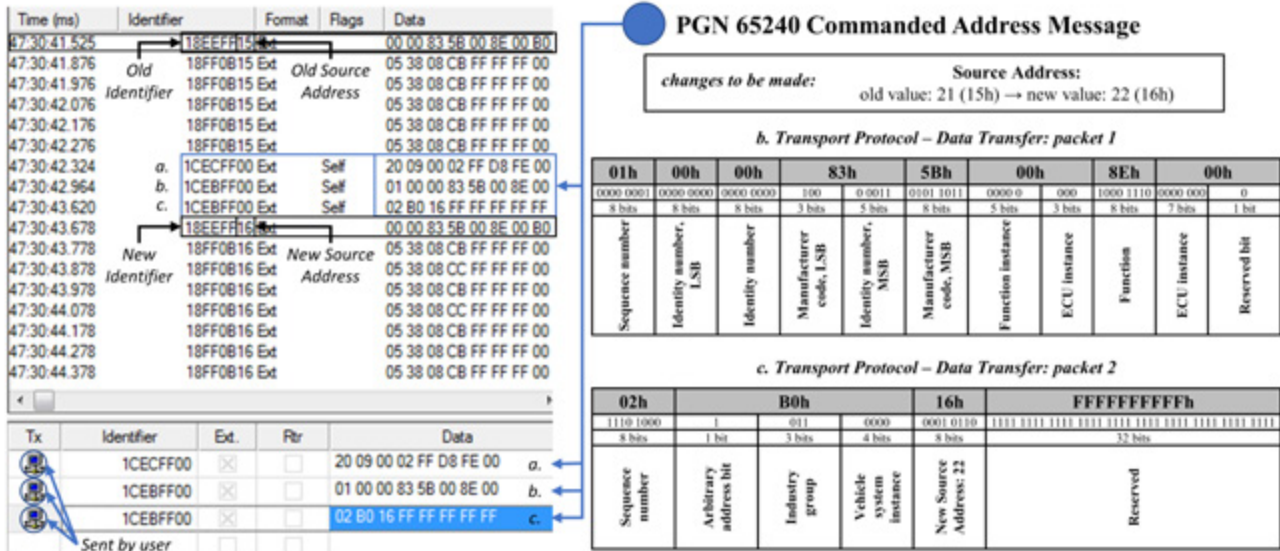 Time (ms) Identifier Format Flags Data
47:30:41.525 18EEFF15 Ext 00 00 83 5B 00 8E 00 B0
47:30:41.876 18FF0B15 Ext 05 38 08 CB FF FF FF 00
47:30:41.976 18FF0B15 Ext 05 38 08 CB FF FF FF 00
47:30:42.076 18FF0B15 Ext 05 38 08 CB FF FF FF 00
47:30:42.176 18FF0B15 Ext 05 38 08 CB FF FF FF 00
47:30:42.276 18FF0B15 Ext 05 38 08 CB FF FF FF 00
47:30:42.324 a. 1CECFF00 Ext Self 20 09 00 02 FF D8 FE 00
47:30:42.964 b. 1CEBFF00 Ext Self 01 00 00 83 5B 00 8E 00
47:30:43.620 c. 1CEBFF00 Ext Self 02 B0 16 FF FF FF FF FF
47:30:43.678 18EEFF16 Ext 00 00 83 5B 00 8E 00 B0
47:30:43.778 18FF0B16 Ext 05 38 08 CB FF FF FF 00
47:30:43.878 18FF0B16 Ext 05 38 08 CC FF FF FF 00
47:30:43.978 18FF0B16 Ext 05 38 08 CB FF FF FF 00
47:30:44.078 18FF0B16 Ext 05 38 08 CC FF FF FF 00
47:30:44.178 18FF0B16 Ext 05 38 08 CB FF FF FF 00
47:30:44.278 18FF0B16 Ext 05 38 08 CB FF FF FF 00
47:30:44.378 18FF0B16 Ext 05 38 08 CB FF FF FF 00
Old
Identifier
Old Source
Address
New
Identifier
New Source
Address
Tx Identifier Ext. Rtr Data
1CECFF00 20 09 00 02 FF D8 FE 00 a.
1CEBFF00 01 00 00 83 5B 00 8E 00 b.
1CEBFF00 02 B0 16 FF FF FF FF FF c.
Sent by user
PGN 65240 Commanded Address Message
changes to be made:
Source Address:
old value: 21 (15h) → new value: 22 (16h)
b. Transport Protocol – Data Transfer: packet 1
01h 00h 00h 83h 5Bh 00h 8Eh 00h
0000 0001 0000 0000 0000 0000 100 0 0011 0101 1011 0000 0 000 1000 1110 0000 000 0
8 bits 8 bits 8 bits 3 bits 5 bits 8 bits 5 bits 3 bits 8 bits 7 bits 1 bit
Sequence number
Identity number,
LSB
Identity number
Manufacturer
code, LSB
Identity number,
MSB
Manufacturer
code, MSB
Function instance
ECU instance
Function
ECU instance
Reserved bit
c. Transport Protocol – Data Transfer: packet 2
02h B0h 16h FFFFFFFFFFh
1110 1000 1 011 0000 0001 0110 1111 1111 1111 1111 1111 1111 1111 1111 1111 1111
8 bits 1 bit 3 bits 4 bits 8 bits 32 bits
Sequence
number
Arbitrary
address bit
Industry
group
Vehicle
system
instance
New Source
Address: 22
Reserved